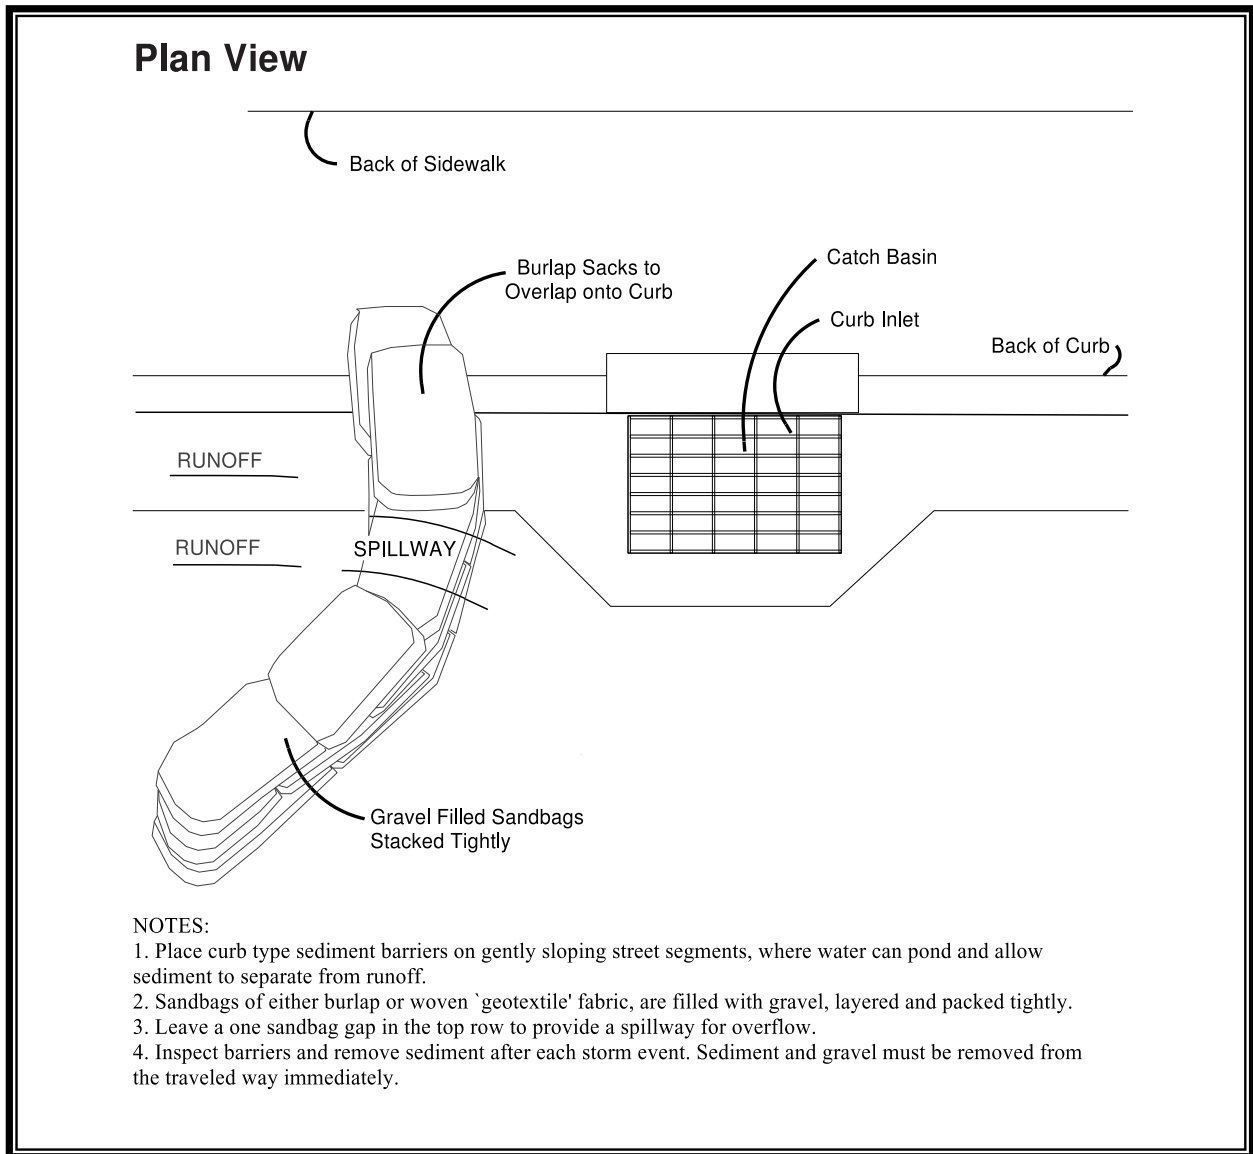 Plan View
Back of Sidewalk
Burlap Sacks to
Overlap onto Curb
Catch Basin
Curb Inlet
Back of Curb
RUNOFF
RUNOFF
SPILLWAY
Gravel Filled Sandbags
Stacked Tightly
NOTES:
1. Place curb type sediment barriers on gently sloping street segments, where water can pond and allow
sediment to separate from runoff.
2. Sandbags of either burlap or woven `geotextile' fabric, are filled with gravel, layered and packed tightly.
3. Leave a one sandbag gap in the top row to provide a spillway for overflow.
4. Inspect barriers and remove sediment after each storm event. Sediment and gravel must be removed from
the traveled way immediately.